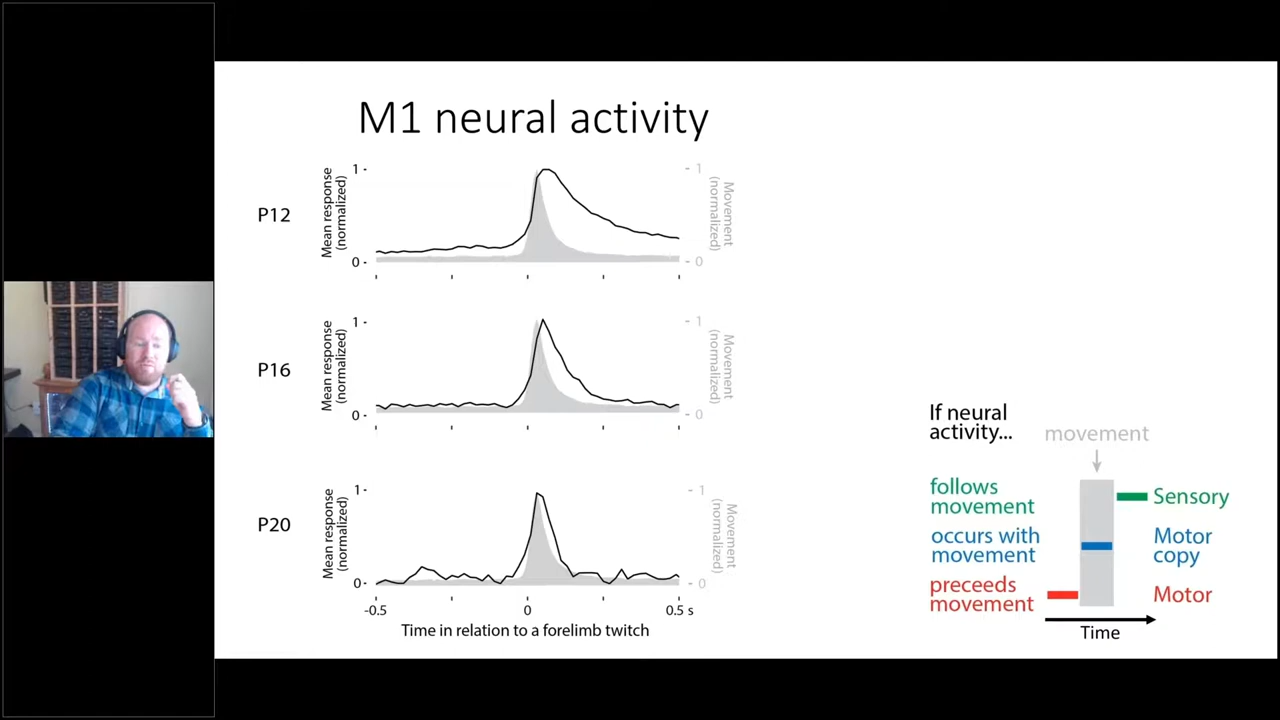 M1 neural activity
P12
Mean response
(normalized)
1
0
1
0
Movement
(normalized)
P16
Mean response
(normalized)
1
0
1
0
Movement
(normalized)
P20
Mean response
(normalized)
1
0
1
0
Movement
(normalized)
-0.5
0
0.5 s
Time in relation to a forelimb twitch
If neural
activity...
movement
follows
movement
Sensory
occurs with
movement
Motor
copy
preceeds
movement
Motor
Time